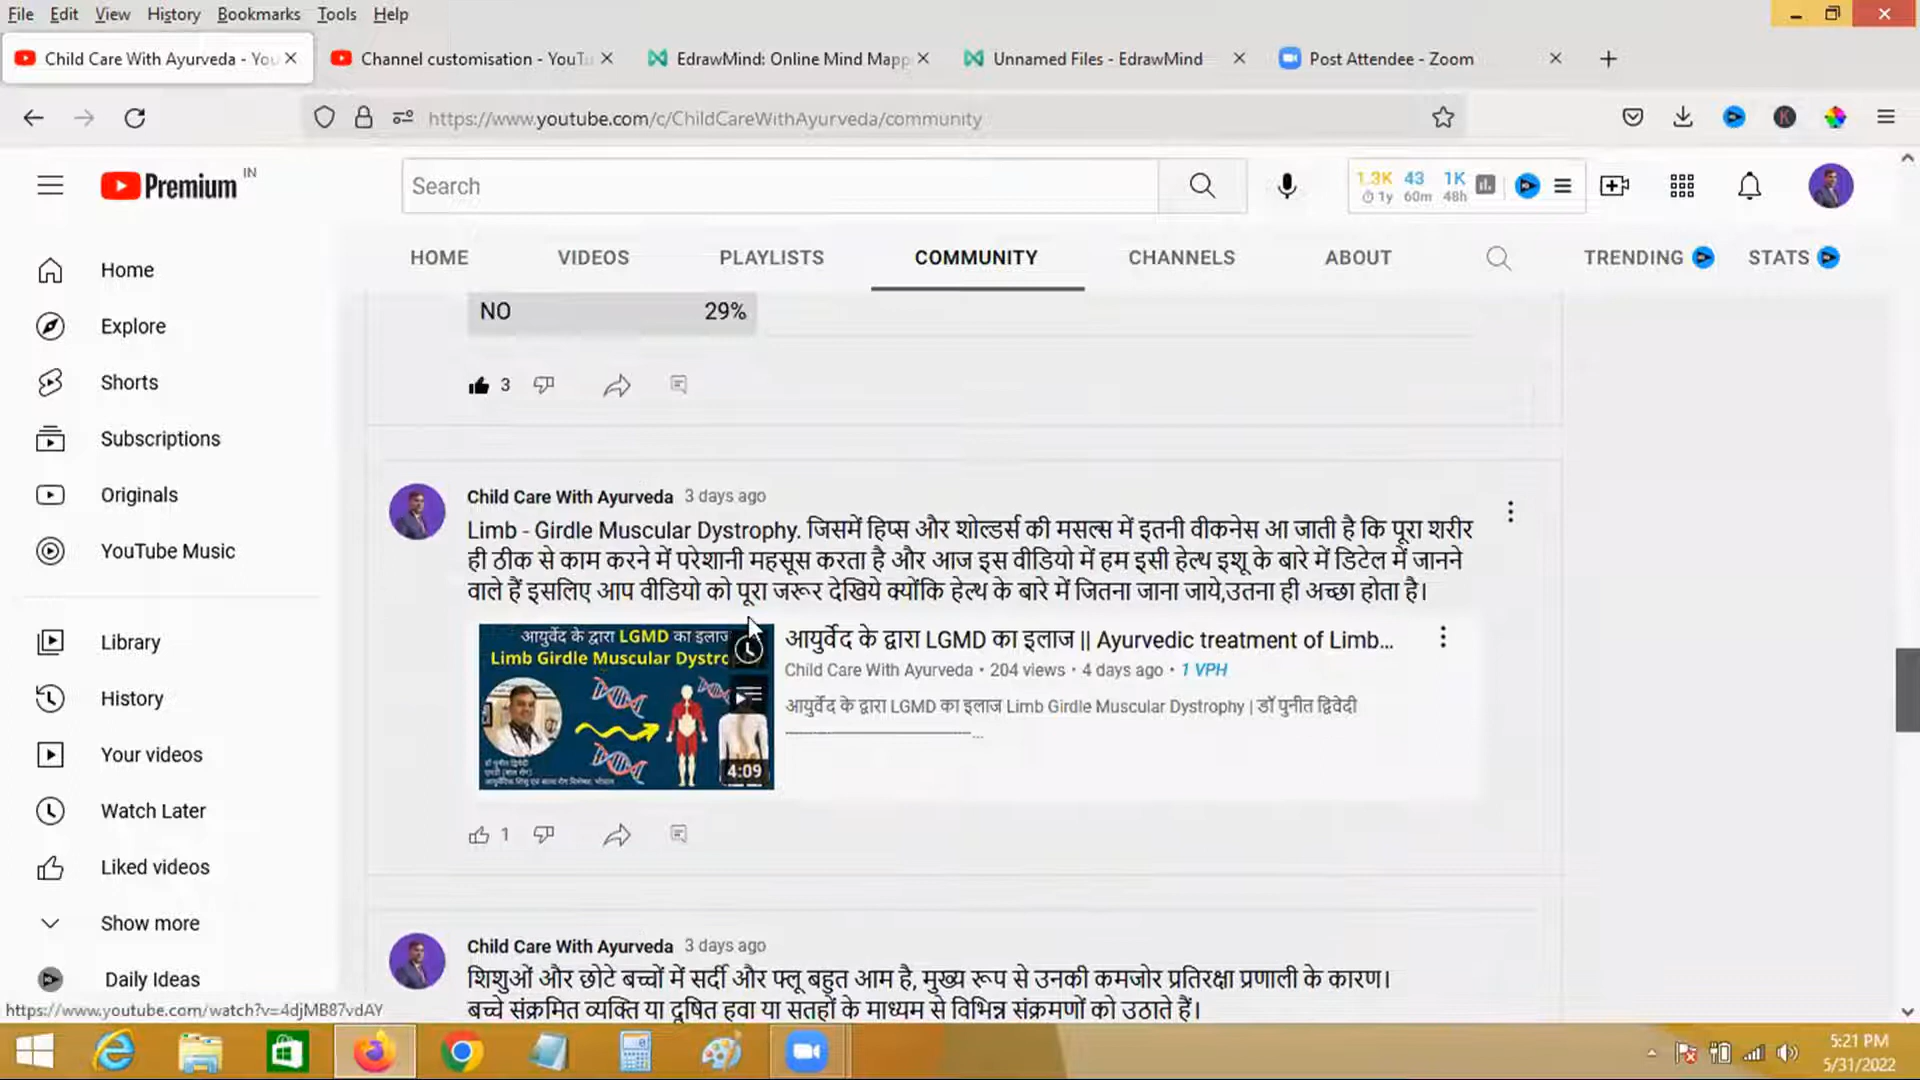 File Edit View History Bookmarks Tools Help
Child Care With Ayurveda - You
Channel customisation - YouTu
EdrawMind: Online Mind Mapp
Unnamed Files - EdrawMind
Post Attendee - Zoom
https://www.youtube.com/c/ChildCareWithAyurveda/community
Premium IN
Search
1.3K 43 1K
1y 60m 48h
HOME VIDEOS PLAYLISTS COMMUNITY CHANNELS ABOUT TRENDING STATS
Home
Explore
Shorts
Subscriptions
Originals
YouTube Music
Library
History
Your videos
Watch Later
Liked videos
Show more
Daily Ideas
NO 29%
3
Child Care With Ayurveda 3 days ago
Limb - Girdle Muscular Dystrophy. जिसमें हिप्स और शोल्डर्स की मसल्स में इतनी वीकनेस आ जाती है कि पूरा शरीर
ही ठीक से काम करने में परेशानी महसूस करता है और आज इस वीडियो में हम इसी हेल्थ इशू के बारे में डिटेल में जानने
वाले हैं इसलिए आप वीडियो को पूरा जरूर देखिये क्योंकि हेल्थ के बारे में जितना जाना जाये,उतना ही अच्छा होता है।
आयुर्वेद के द्वारा LGMD का इलाज
Limb Girdle Muscular Dystro
डॉ पुनीत द्विवेदी
4:09
आयुर्वेद के द्वारा LGMD का इलाज || Ayurvedic treatment of Limb...
Child Care With Ayurveda • 204 views • 4 days ago • 1 VPH
आयुर्वेद के द्वारा LGMD का इलाज Limb Girdle Muscular Dystrophy | डॉ पुनीत द्विवेदी
----------------------------------------...
1
Child Care With Ayurveda 3 days ago
शिशुओं और छोटे बच्चों में सर्दी और फ्लू बहुत आम है, मुख्य रूप से उनकी कमजोर प्रतिरक्षा प्रणाली के कारण।
बच्चे संक्रमित व्यक्ति या दूषित हवा या सतहों के माध्यम से विभिन्न संक्रमणों को उठाते हैं।
https://www.youtube.com/watch?v=4djMB87vdAY
5:21 PM
5/31/2022